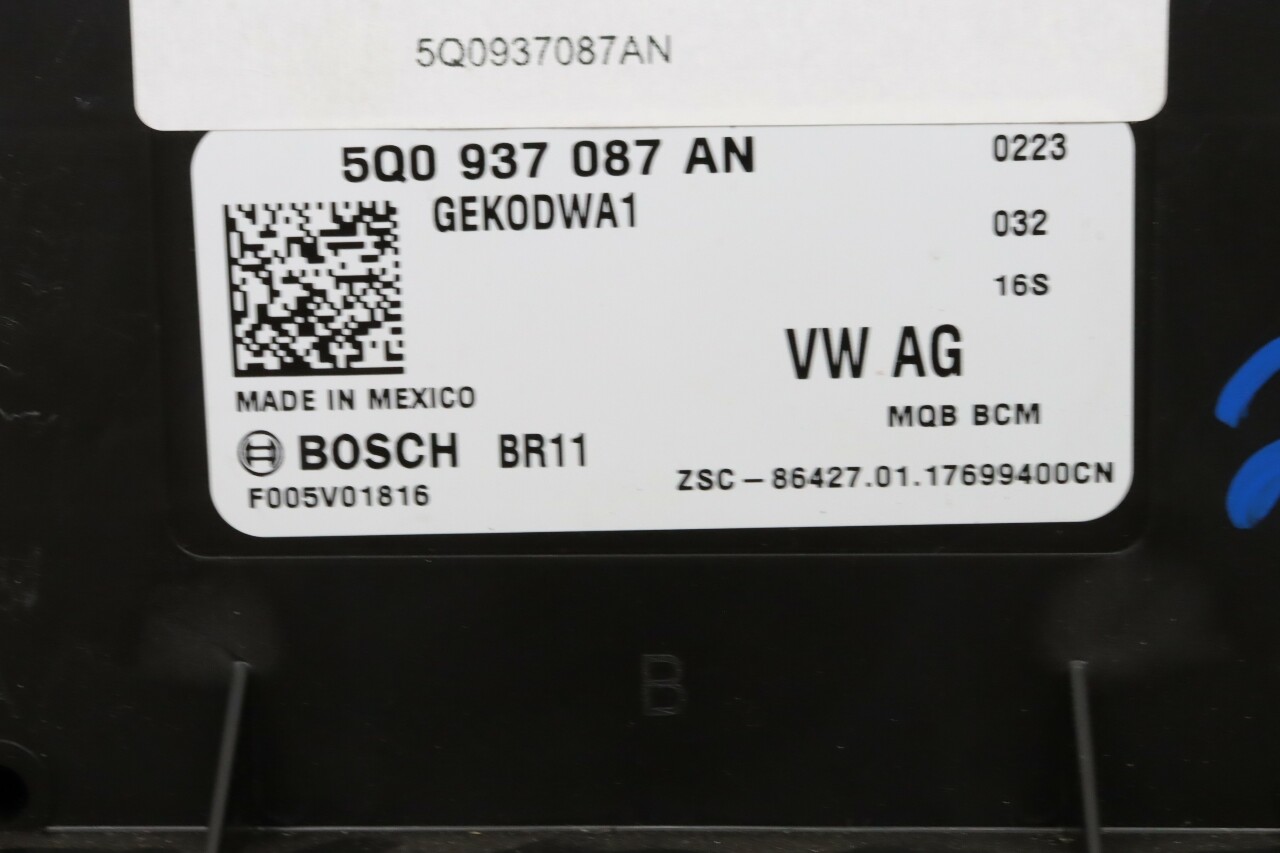 5Q0937087AN
5Q0 937 087 AN 0223
GEKODWA1 032
16S
VW AG
MADE IN MEXICO
MQB BCM
BOSCH BR11
ZSC-86427.01.17699400CN
F005V01816
B